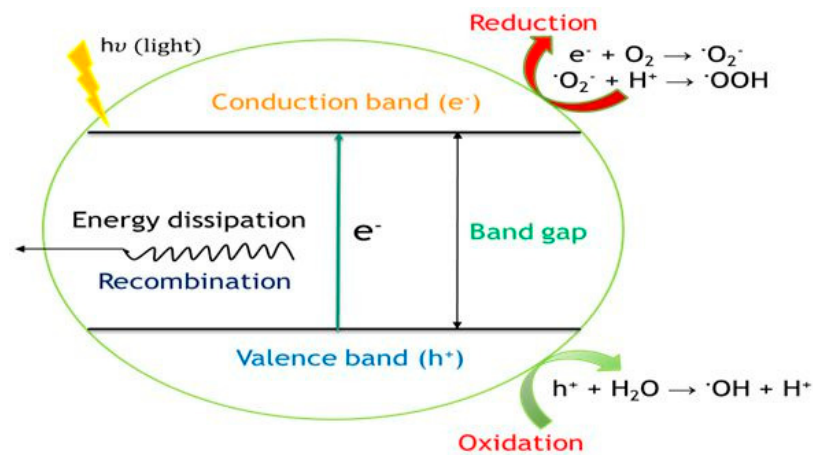 Reduction
hυ (light)
e⁻ + O₂ → ˙O₂⁻
˙O₂⁻ + H⁺ → ˙OOH
Conduction band (e⁻)
Energy dissipation
e⁻
Band gap
Recombination
Valence band (h⁺)
h⁺ + H₂O → ˙OH + H⁺
Oxidation